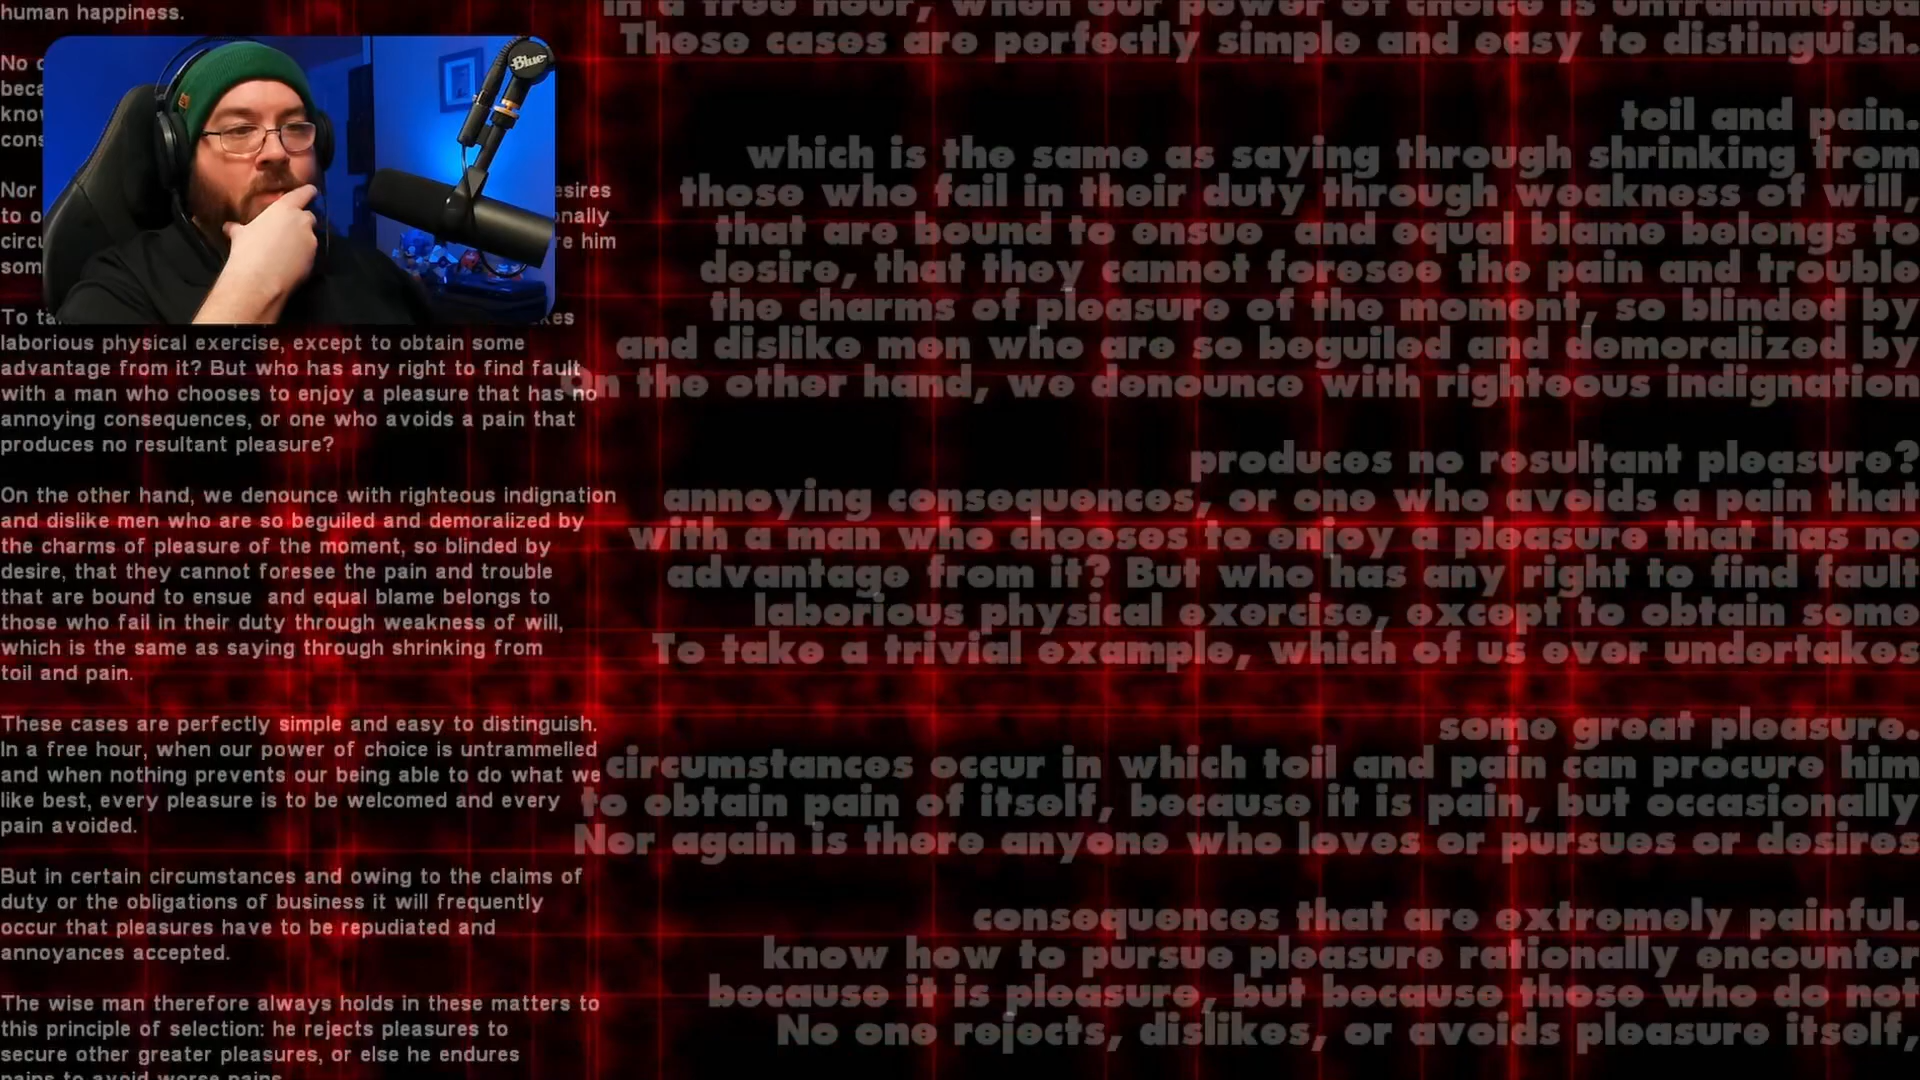 human happiness.
No
beca
know
cons
Nor
esires
to o
onally
circu
re him
som
To ta
kes
laborious physical exercise, except to obtain some
advantage from it? But who has any right to find fault
with a man who chooses to enjoy a pleasure that has no
annoying consequences, or one who avoids a pain that
produces no resultant pleasure?
On the other hand, we denounce with righteous indignation
and dislike men who are so beguiled and demoralized by
the charms of pleasure of the moment, so blinded by
desire, that they cannot foresee the pain and trouble
that are bound to ensue and equal blame belongs to
those who fail in their duty through weakness of will,
which is the same as saying through shrinking from
toil and pain.
These cases are perfectly simple and easy to distinguish.
In a free hour, when our power of choice is untrammelled
and when nothing prevents our being able to do what we
like best, every pleasure is to be welcomed and every
pain avoided.
But in certain circumstances and owing to the claims of
duty or the obligations of business it will frequently
occur that pleasures have to be repudiated and
annoyances accepted.
The wise man therefore always holds in these matters to
this principle of selection: he rejects pleasures to
secure other greater pleasures, or else he endures
pains to avoid worse pains.
Blue
In a free hour, when our power of choice is untrammelled
These cases are perfectly simple and easy to distinguish.
toil and pain.
which is the same as saying through shrinking from
those who fail in their duty through weakness of will,
that are bound to ensue and equal blame belongs to
desire, that they cannot foresee the pain and trouble
the charms of pleasure of the moment, so blinded by
and dislike men who are so beguiled and demoralized by
On the other hand, we denounce with righteous indignation
produces no resultant pleasure?
annoying consequences, or one who avoids a pain that
with a man who chooses to enjoy a pleasure that has no
advantage from it? But who has any right to find fault
laborious physical exercise, except to obtain some
To take a trivial example, which of us ever undertakes
some great pleasure.
circumstances occur in which toil and pain can procure him
to obtain pain of itself, because it is pain, but occasionally
Nor again is there anyone who loves or pursues or desires
consequences that are extremely painful.
know how to pursue pleasure rationally encounter
because it is pleasure, but because those who do not
No one rejects, dislikes, or avoids pleasure itself,